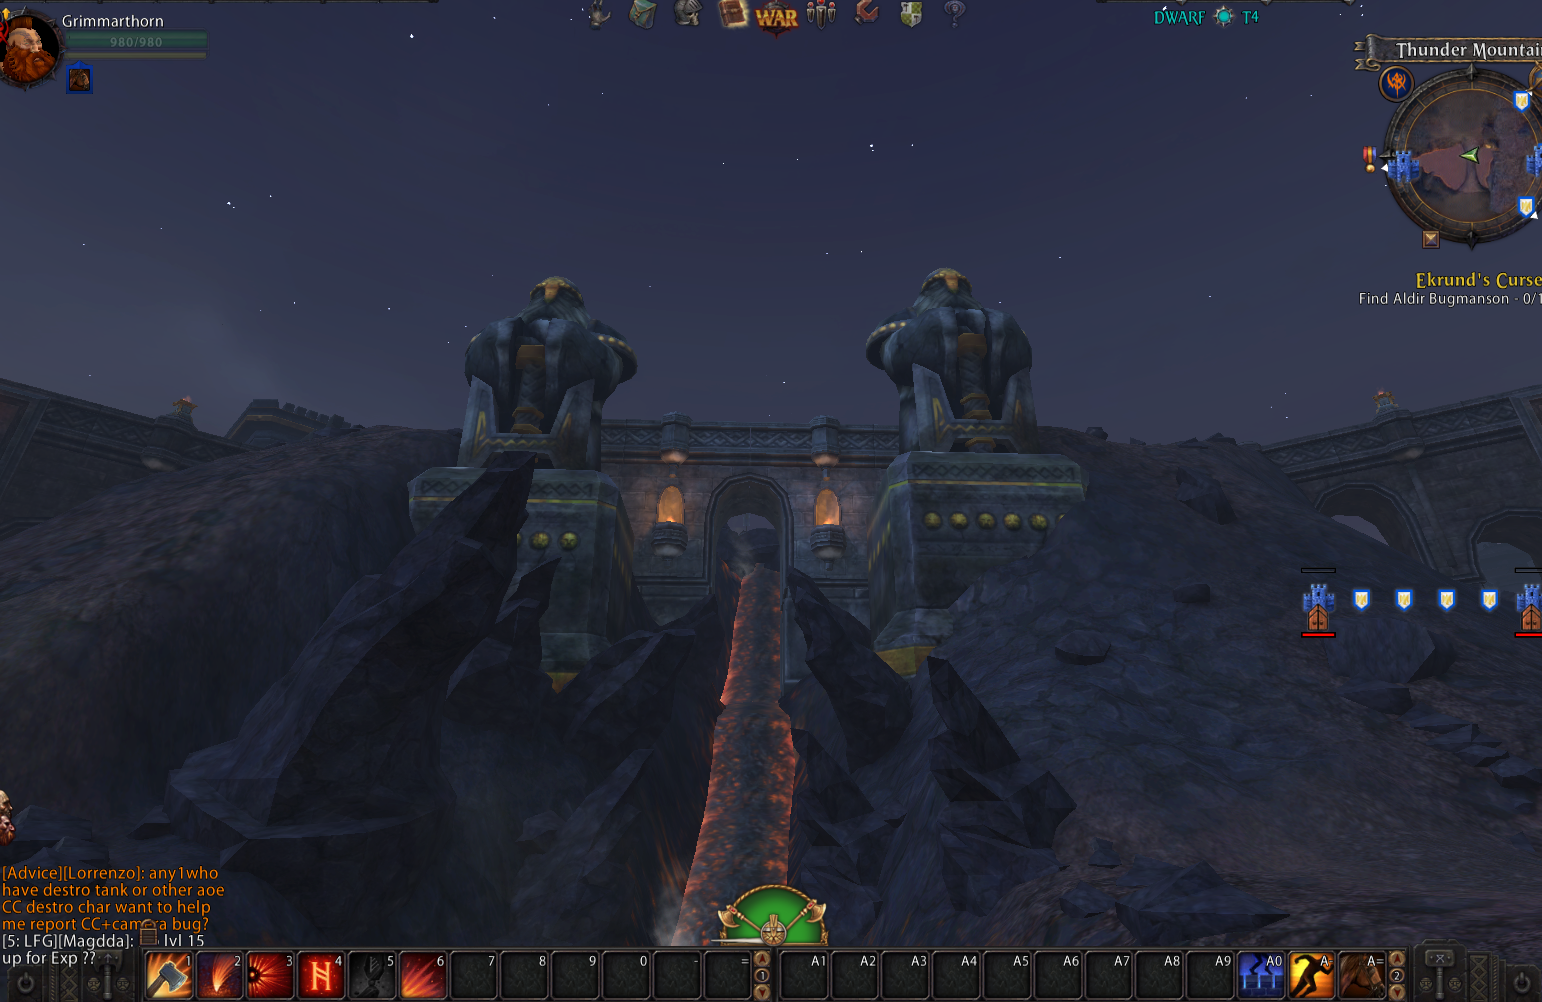 Grimmarthorn
980/980
WAR
DWARF T4
Thunder Mountai
Ekrund's Curse
Find Aldir Bugmanson - 0/1
[Advice][Lorrenzo]: any1who
have destro tank or other aoe
CC destro char want to help
me report CC+camera bug?
[5: LFG][Magdda]: lvl 15
up for Exp ??
1 2 3 4 5 6 7 8 9 0 - = 1 A1 A2 A3 A4 A5 A6 A7 A8 A9 A0 A- A= 2